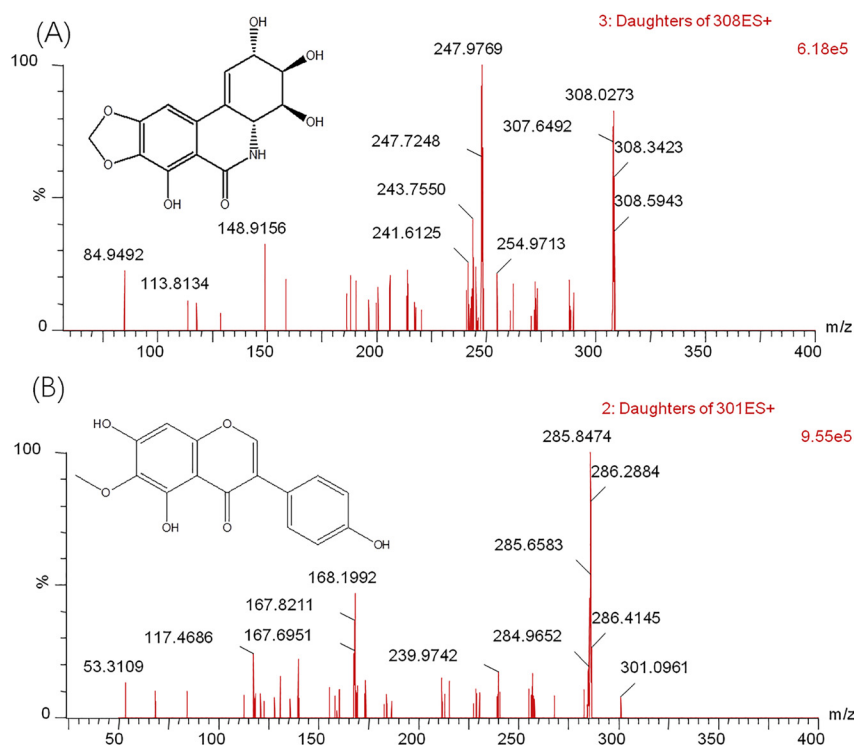 (A)
3: Daughters of 308ES+
6.18e5
100
%
0
247.9769
308.0273
307.6492
308.3423
308.5943
247.7248
243.7550
241.6125
254.9713
148.9156
84.9492
113.8134
OH
OH
OH
O
O
NH
OH
O
50 100 150 200 250 300 350 400 m/z
(B)
2: Daughters of 301ES+
9.55e5
100
%
0
285.8474
286.2884
285.6583
286.4145
284.9652
301.0961
168.1992
167.8211
167.6951
239.9742
117.4686
53.3109
HO
O
O
OH
O
OH
50 100 150 200 250 300 350 400 m/z